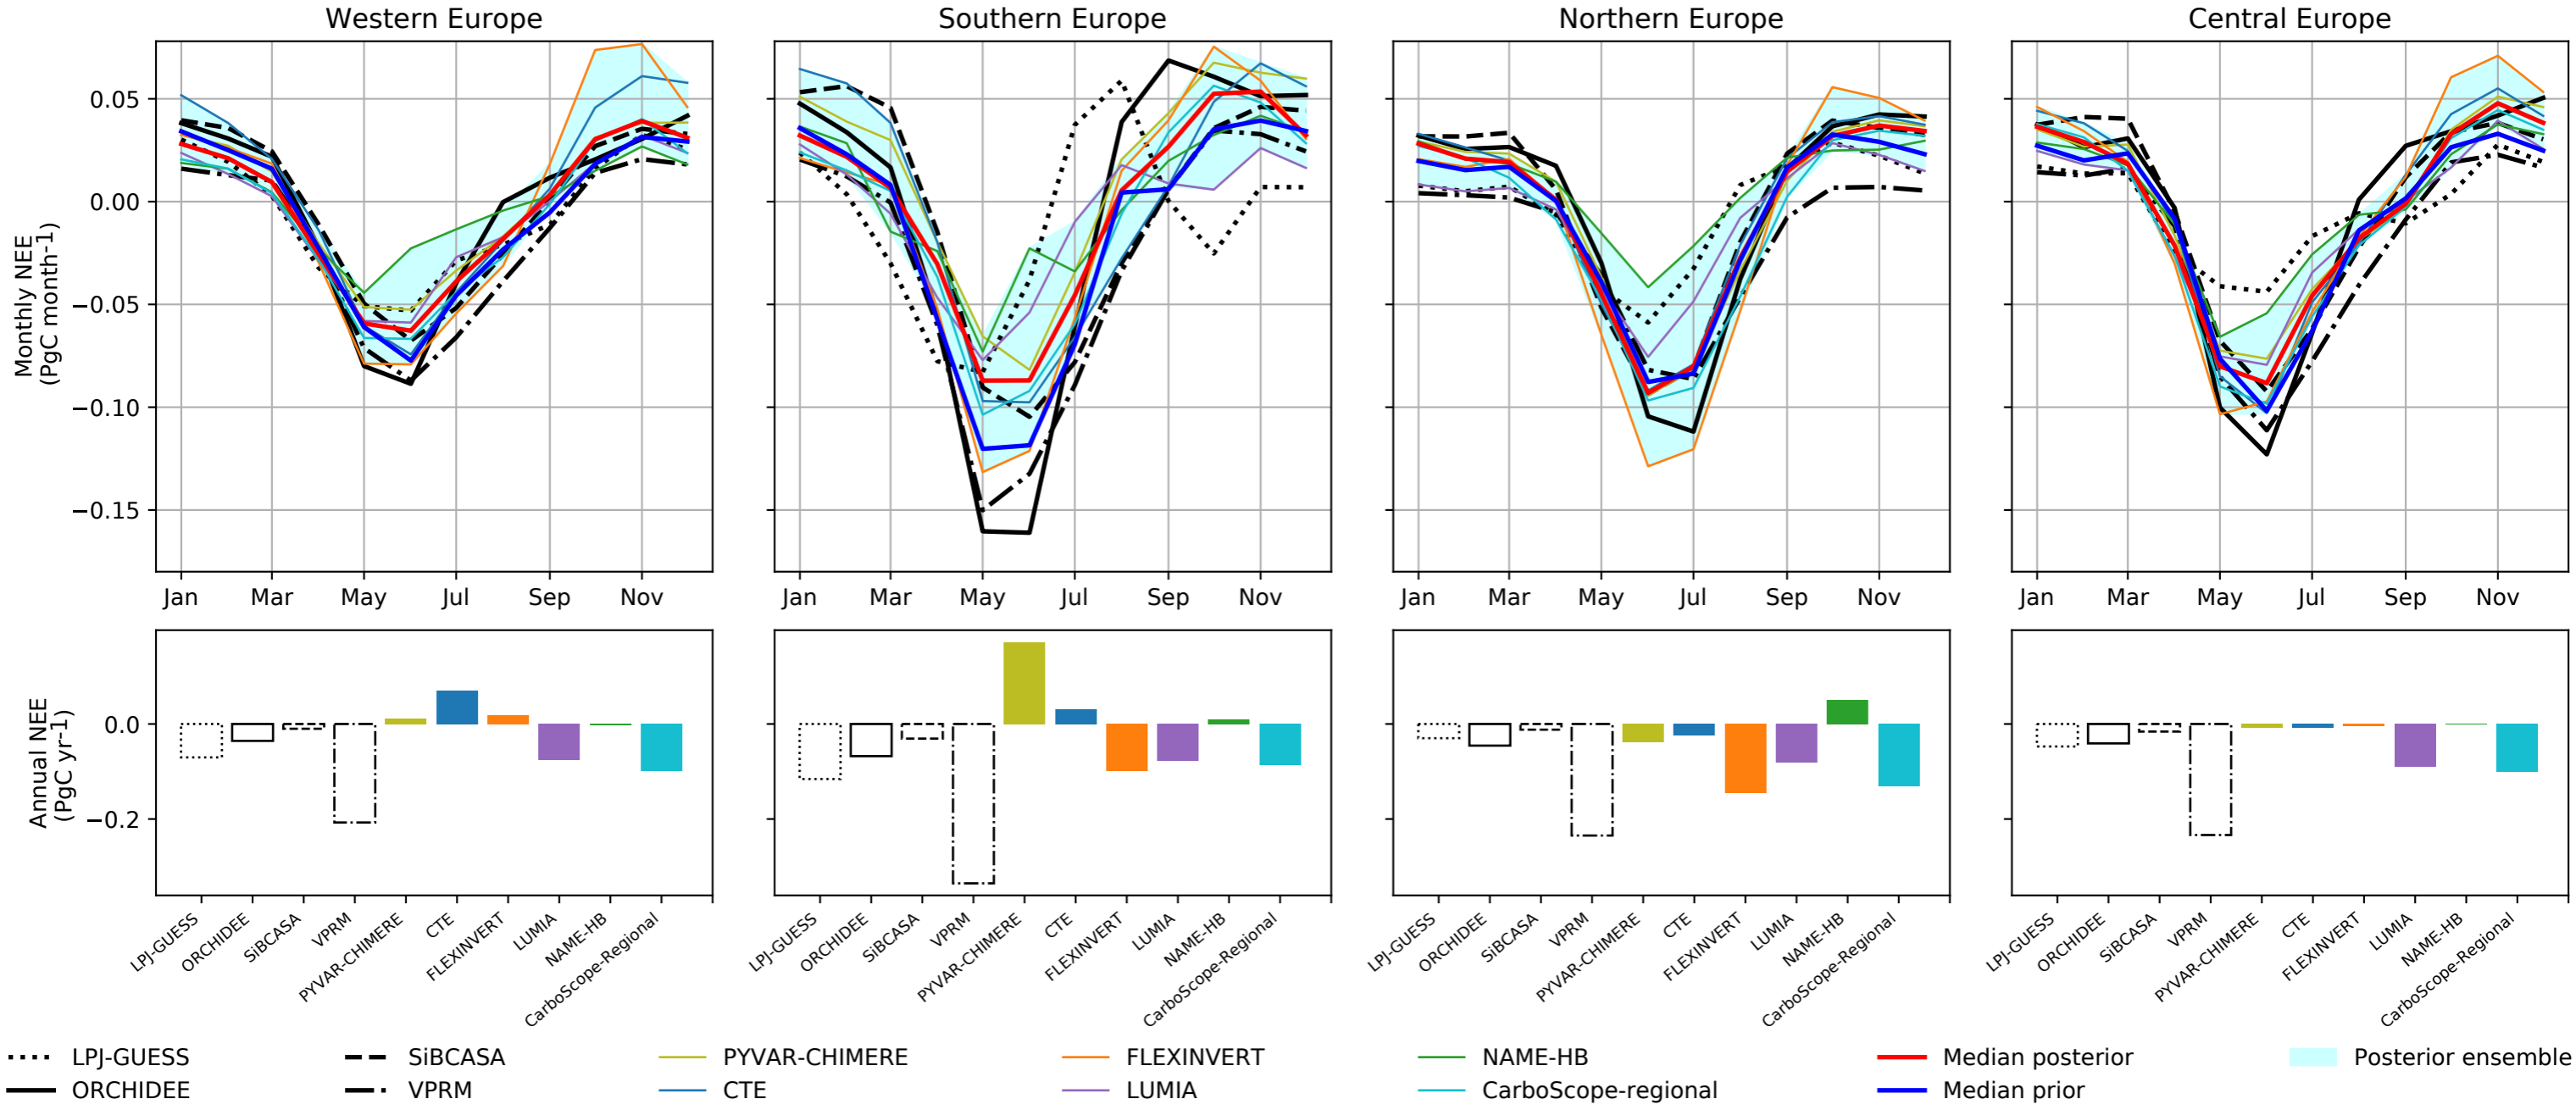 Western Europe Southern Europe Northern Europe Central Europe
Monthly NEE
(PgC month-1)
0.05
0.00
−0.05
−0.10
−0.15
Jan Mar May Jul Sep Nov Jan Mar May Jul Sep Nov Jan Mar May Jul Sep Nov Jan Mar May Jul Sep Nov
Annual NEE
(PgC yr-1)
0.0
−0.2
LPJ-GUESS ORCHIDEE SiBCASA VPRM PYVAR-CHIMERE CTE FLEXINVERT LUMIA NAME-HB CarboScope-Regional
LPJ-GUESS ORCHIDEE SiBCASA VPRM PYVAR-CHIMERE CTE FLEXINVERT LUMIA NAME-HB CarboScope-Regional
LPJ-GUESS ORCHIDEE SiBCASA VPRM PYVAR-CHIMERE CTE FLEXINVERT LUMIA NAME-HB CarboScope-Regional
LPJ-GUESS ORCHIDEE SiBCASA VPRM PYVAR-CHIMERE CTE FLEXINVERT LUMIA NAME-HB CarboScope-Regional
LPJ-GUESS SiBCASA PYVAR-CHIMERE FLEXINVERT NAME-HB Median posterior Posterior ensemble
ORCHIDEE VPRM CTE LUMIA CarboScope-regional Median prior